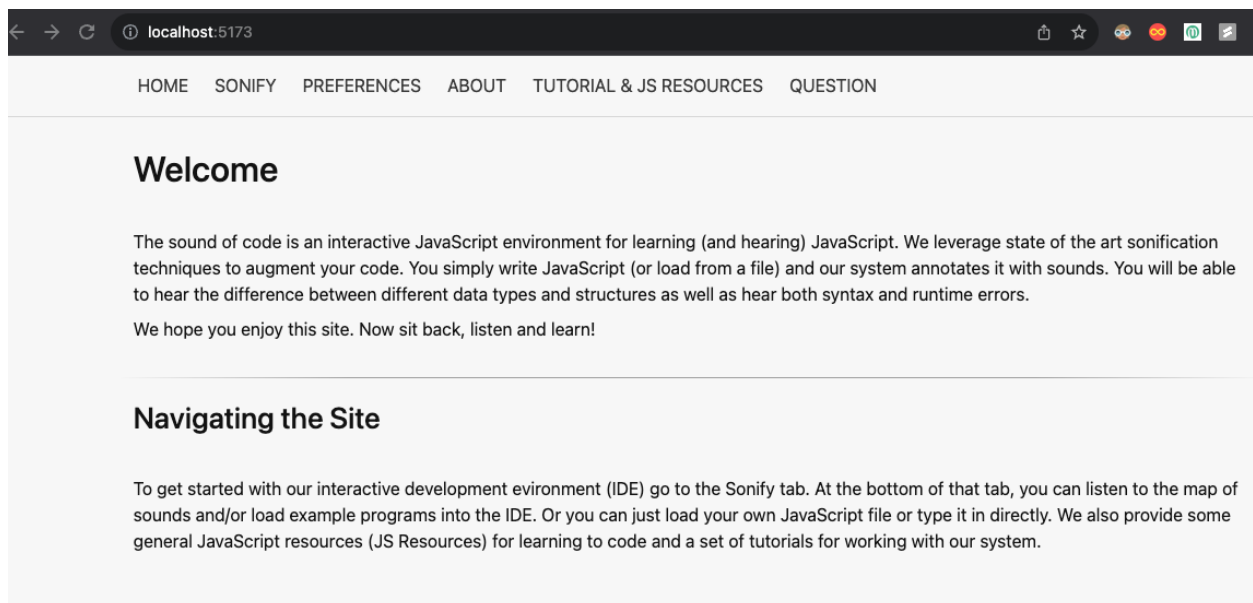 localhost:5173
HOME SONIFY PREFERENCES ABOUT TUTORIAL & JS RESOURCES QUESTION
Welcome
The sound of code is an interactive JavaScript environment for learning (and hearing) JavaScript. We leverage state of the art sonification
techniques to augment your code. You simply write JavaScript (or load from a file) and our system annotates it with sounds. You will be able
to hear the difference between different data types and structures as well as hear both syntax and runtime errors.
We hope you enjoy this site. Now sit back, listen and learn!
Navigating the Site
To get started with our interactive development evironment (IDE) go to the Sonify tab. At the bottom of that tab, you can listen to the map of
sounds and/or load example programs into the IDE. Or you can just load your own JavaScript file or type it in directly. We also provide some
general JavaScript resources (JS Resources) for learning to code and a set of tutorials for working with our system.